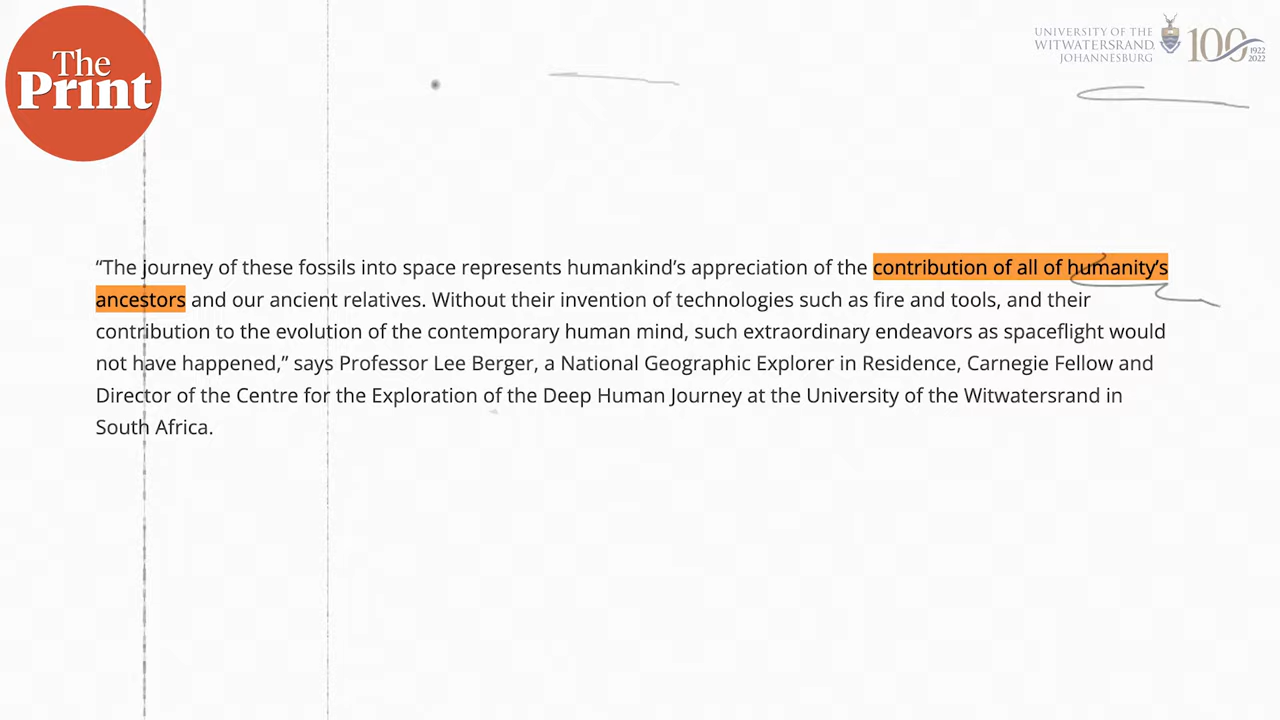 The
Print
UNIVERSITY OF THE
WITWATERSRAND,
JOHANNESBURG
100
1922
2022
“The journey of these fossils into space represents humankind’s appreciation of the contribution of all of humanity’s
ancestors and our ancient relatives. Without their invention of technologies such as fire and tools, and their
contribution to the evolution of the contemporary human mind, such extraordinary endeavors as spaceflight would
not have happened,” says Professor Lee Berger, a National Geographic Explorer in Residence, Carnegie Fellow and
Director of the Centre for the Exploration of the Deep Human Journey at the University of the Witwatersrand in
South Africa.